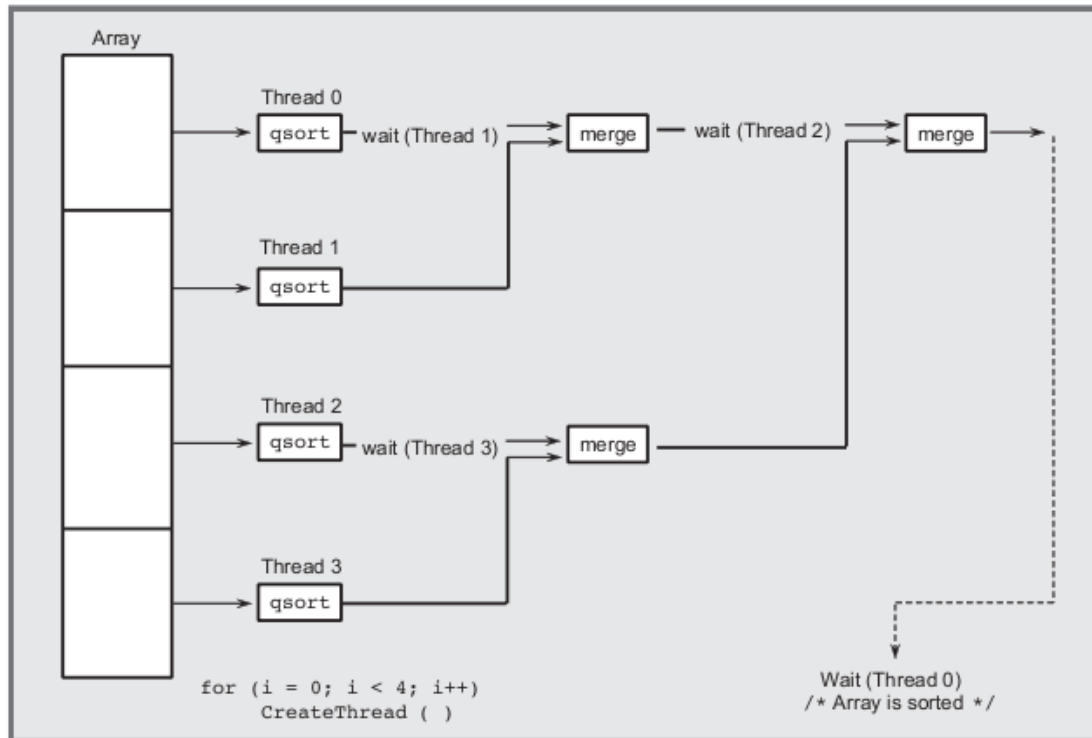 Array
Thread 0
qsort
wait (Thread 1)
merge
wait (Thread 2)
merge
Thread 1
qsort
Thread 2
qsort
wait (Thread 3)
merge
Thread 3
qsort
for (i = 0; i < 4; i++)
CreateThread ( )
Wait (Thread 0)
/* Array is sorted */